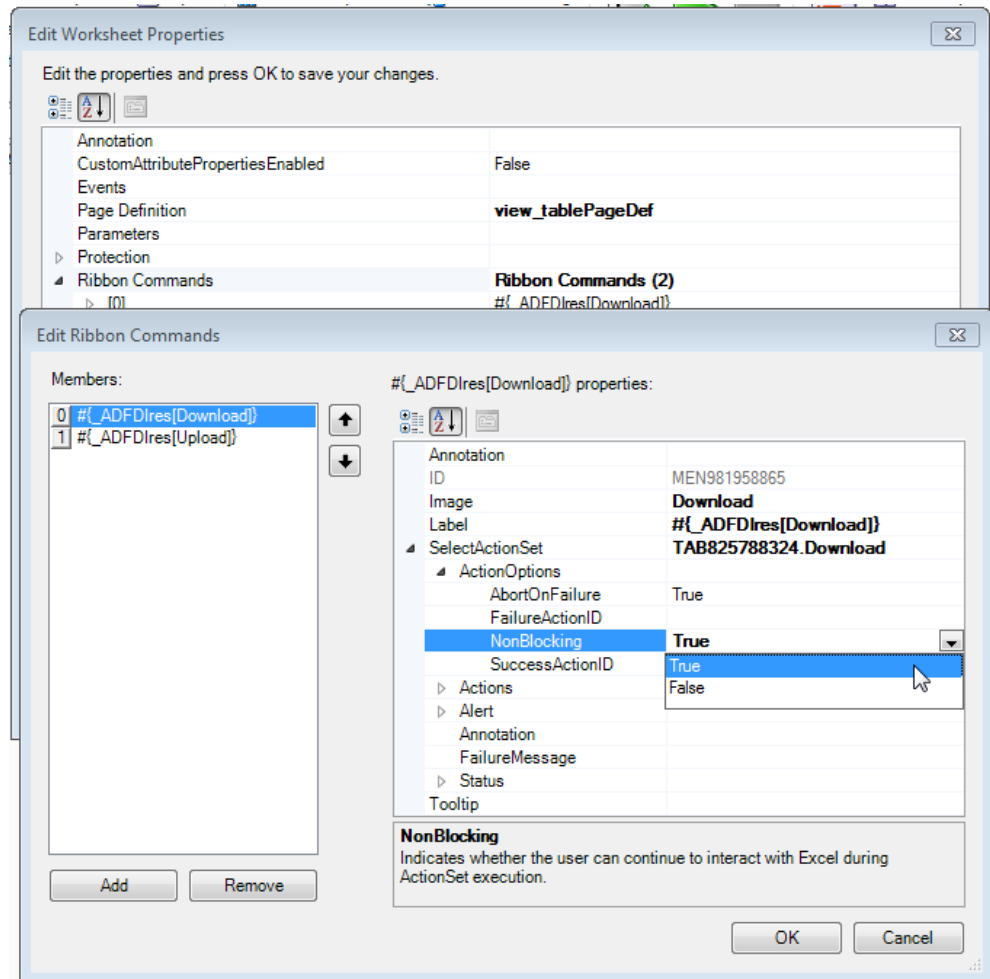 Edit Worksheet Properties
Edit the properties and press OK to save your changes.
Annotation
CustomAttributePropertiesEnabled False
Events
Page Definition view_tablePageDef
Parameters
Protection
Ribbon Commands Ribbon Commands (2)
[0] #{_ADFDIres[Download]}
Edit Ribbon Commands
Members:
0 #{_ADFDIres[Download]}
1 #{_ADFDIres[Upload]}
Add Remove
#{_ADFDIres[Download]} properties:
Annotation
ID MEN981958865
Image Download
Label #{_ADFDIres[Download]}
SelectActionSet TAB825788324.Download
ActionOptions
AbortOnFailure True
FailureActionID
NonBlocking True
SuccessActionID True
Actions False
Alert
Annotation
FailureMessage
Status
Tooltip
NonBlocking
Indicates whether the user can continue to interact with Excel during
ActionSet execution.
OK Cancel